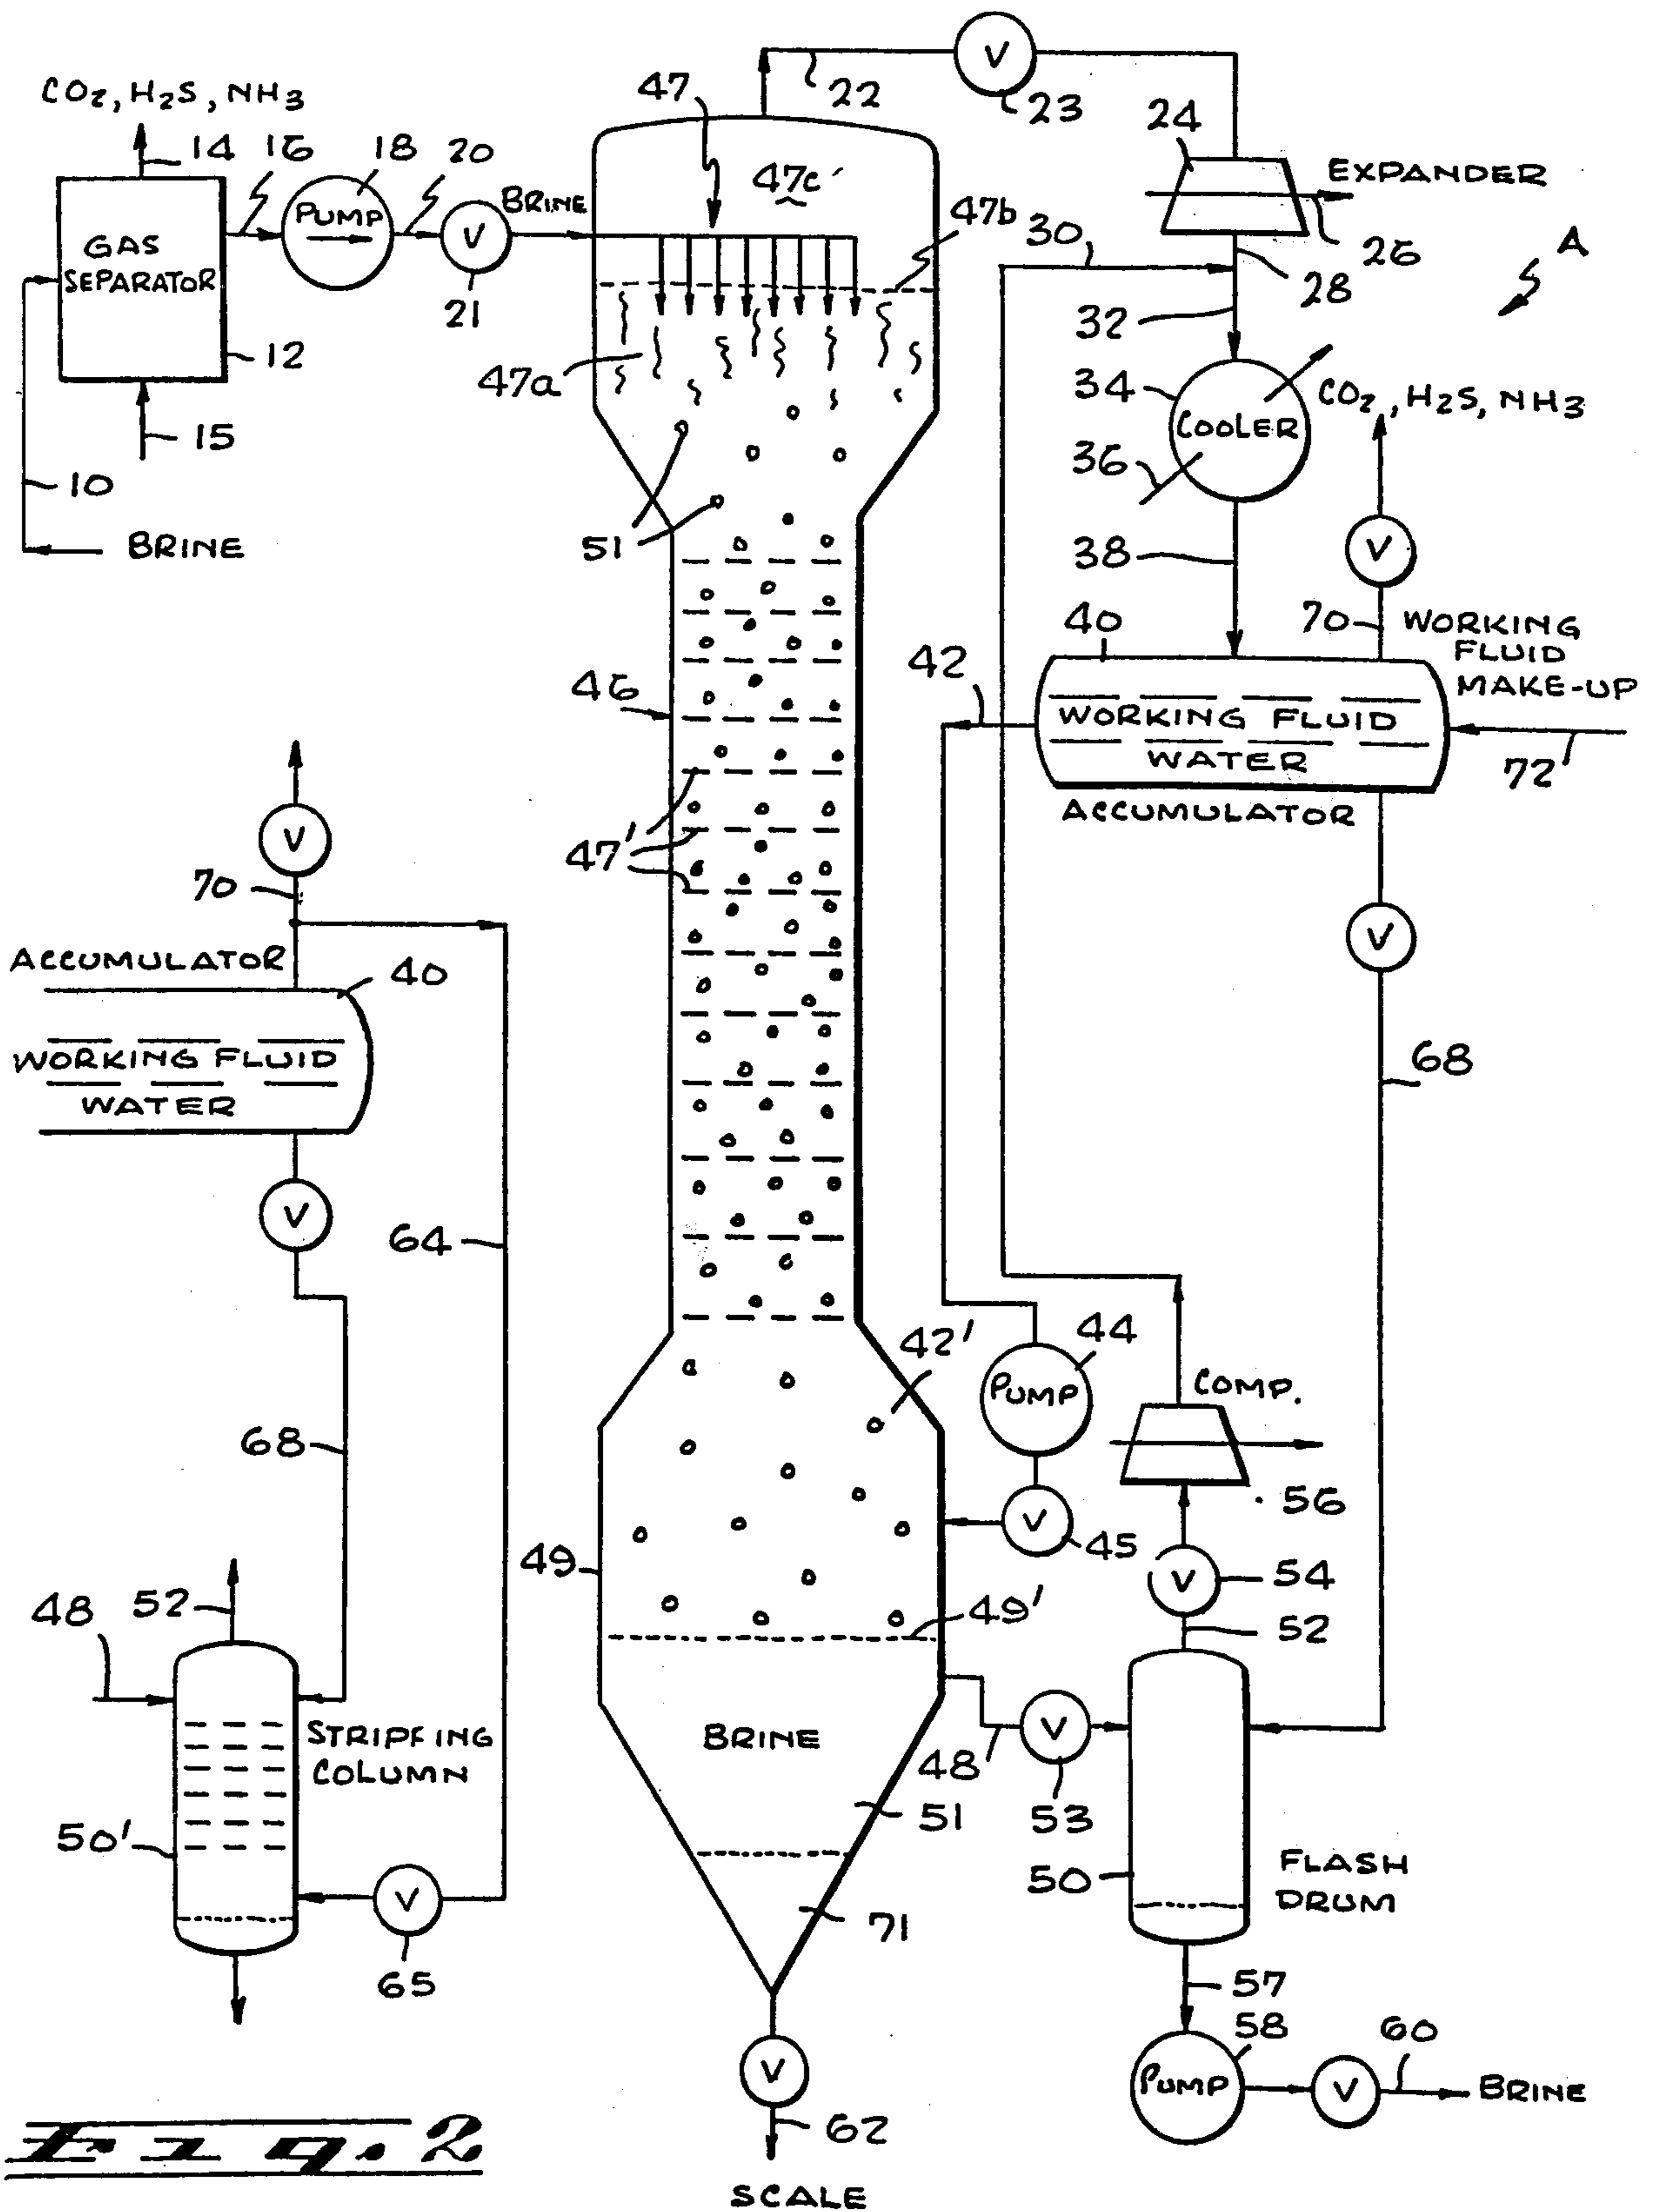 CO2, H2S, NH3
14
16
18
20
PUMP
GAS
SEPARATOR
V
BRINE
21
12
15
10
BRINE
47
47c'
47b
47a
51
22
V
23
24
EXPANDER
26
28
30
32
A
34
COOLER
36
CO2, H2S, NH3
38
V
70
WORKING
FLUID
MAKE-UP
40
42
WORKING FLUID
WATER
72
ACCUMULATOR
46
47'
V
68
V
70
ACCUMULATOR
40
WORKING FLUID
WATER
V
64
68
42'
44
PUMP
COMP.
56
V
45
V
54
52
49
49'
48
52
STRIPPING
COLUMN
50'
V
65
BRINE
48
V
53
51
50
FLASH
DRUM
71
57
58
PUMP
V
60
BRINE
V
62
SCALE
Fig. 2